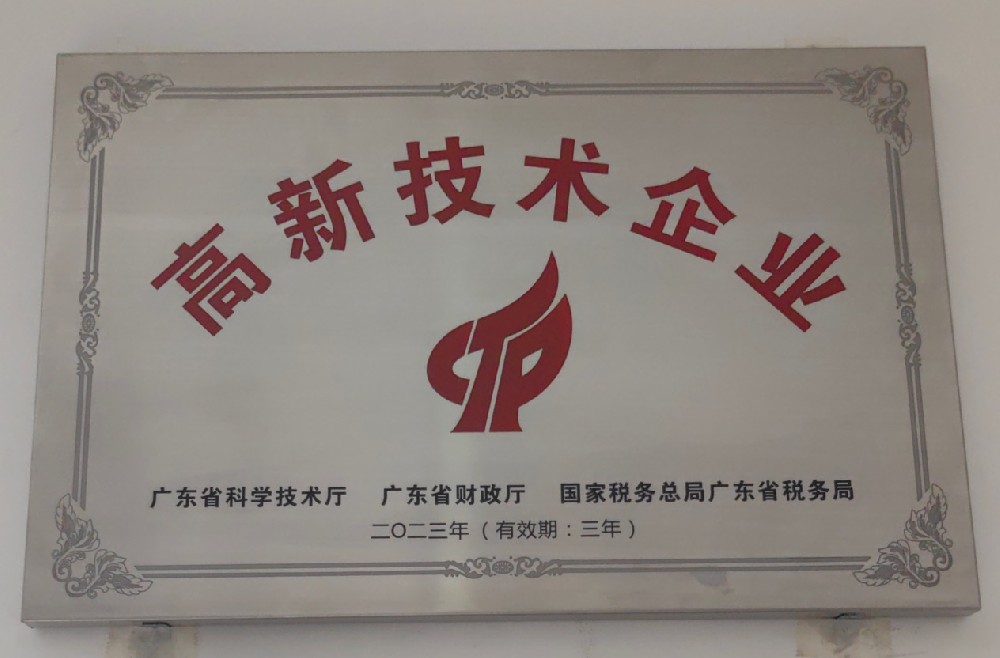 高新技术企业
广东省科学技术厅 广东省财政厅 国家税务总局广东省税务局
二〇二三年（有效期：三年）